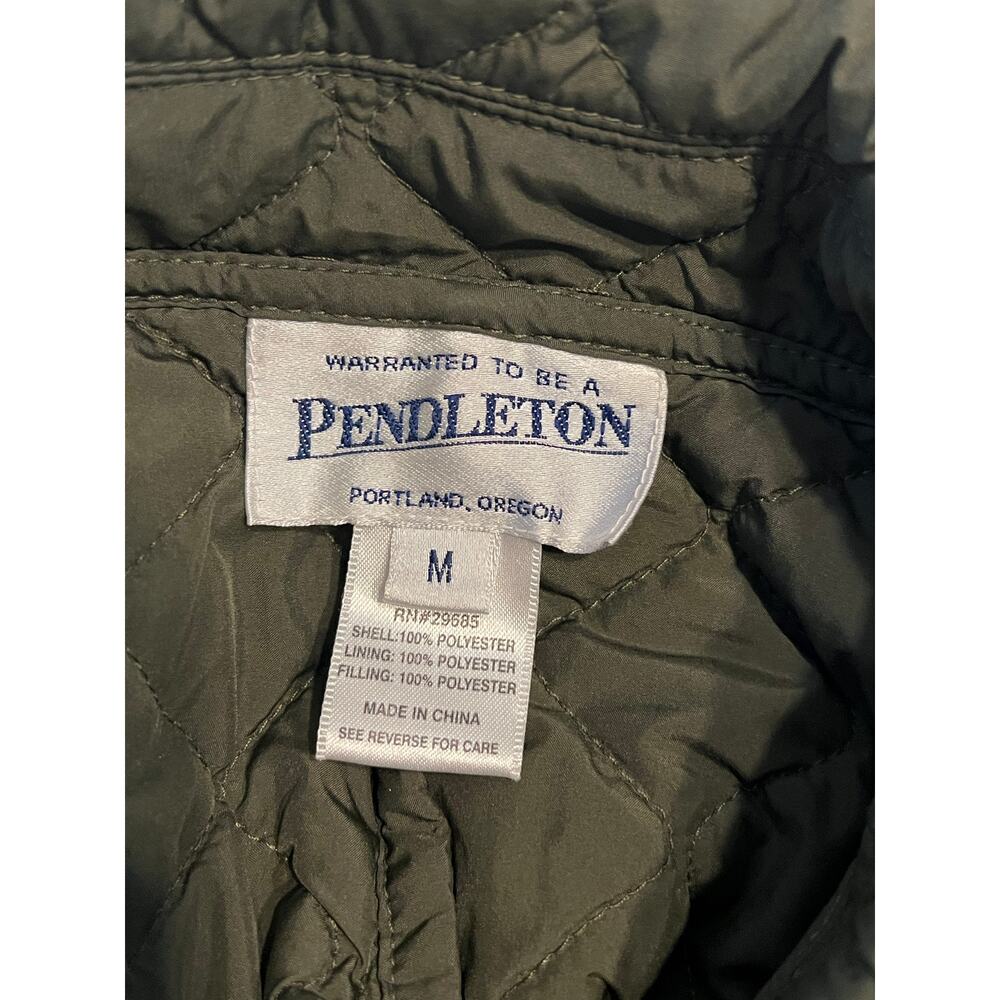 WARRANTED TO BE A
PENDLETON
PORTLAND, OREGON
M
RN#29685
SHELL:100% POLYESTER
LINING: 100% POLYESTER
FILLING: 100% POLYESTER
MADE IN CHINA
SEE REVERSE FOR CARE